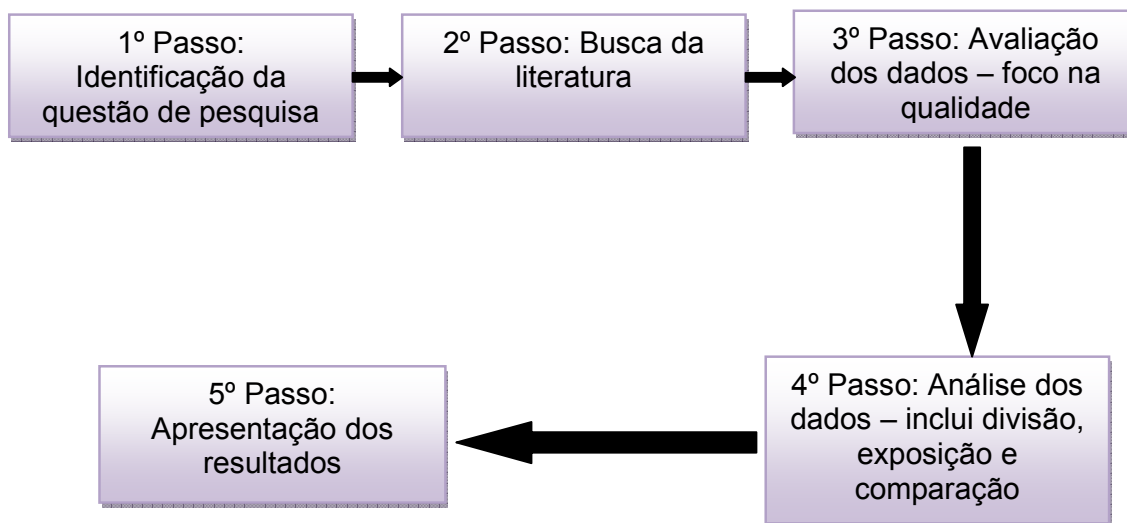 1º Passo:
Identificação da
questão de pesquisa
2º Passo: Busca da
literatura
3º Passo: Avaliação
dos dados – foco na
qualidade
4º Passo: Análise dos
dados – inclui divisão,
exposição e
comparação
5º Passo:
Apresentação dos
resultados